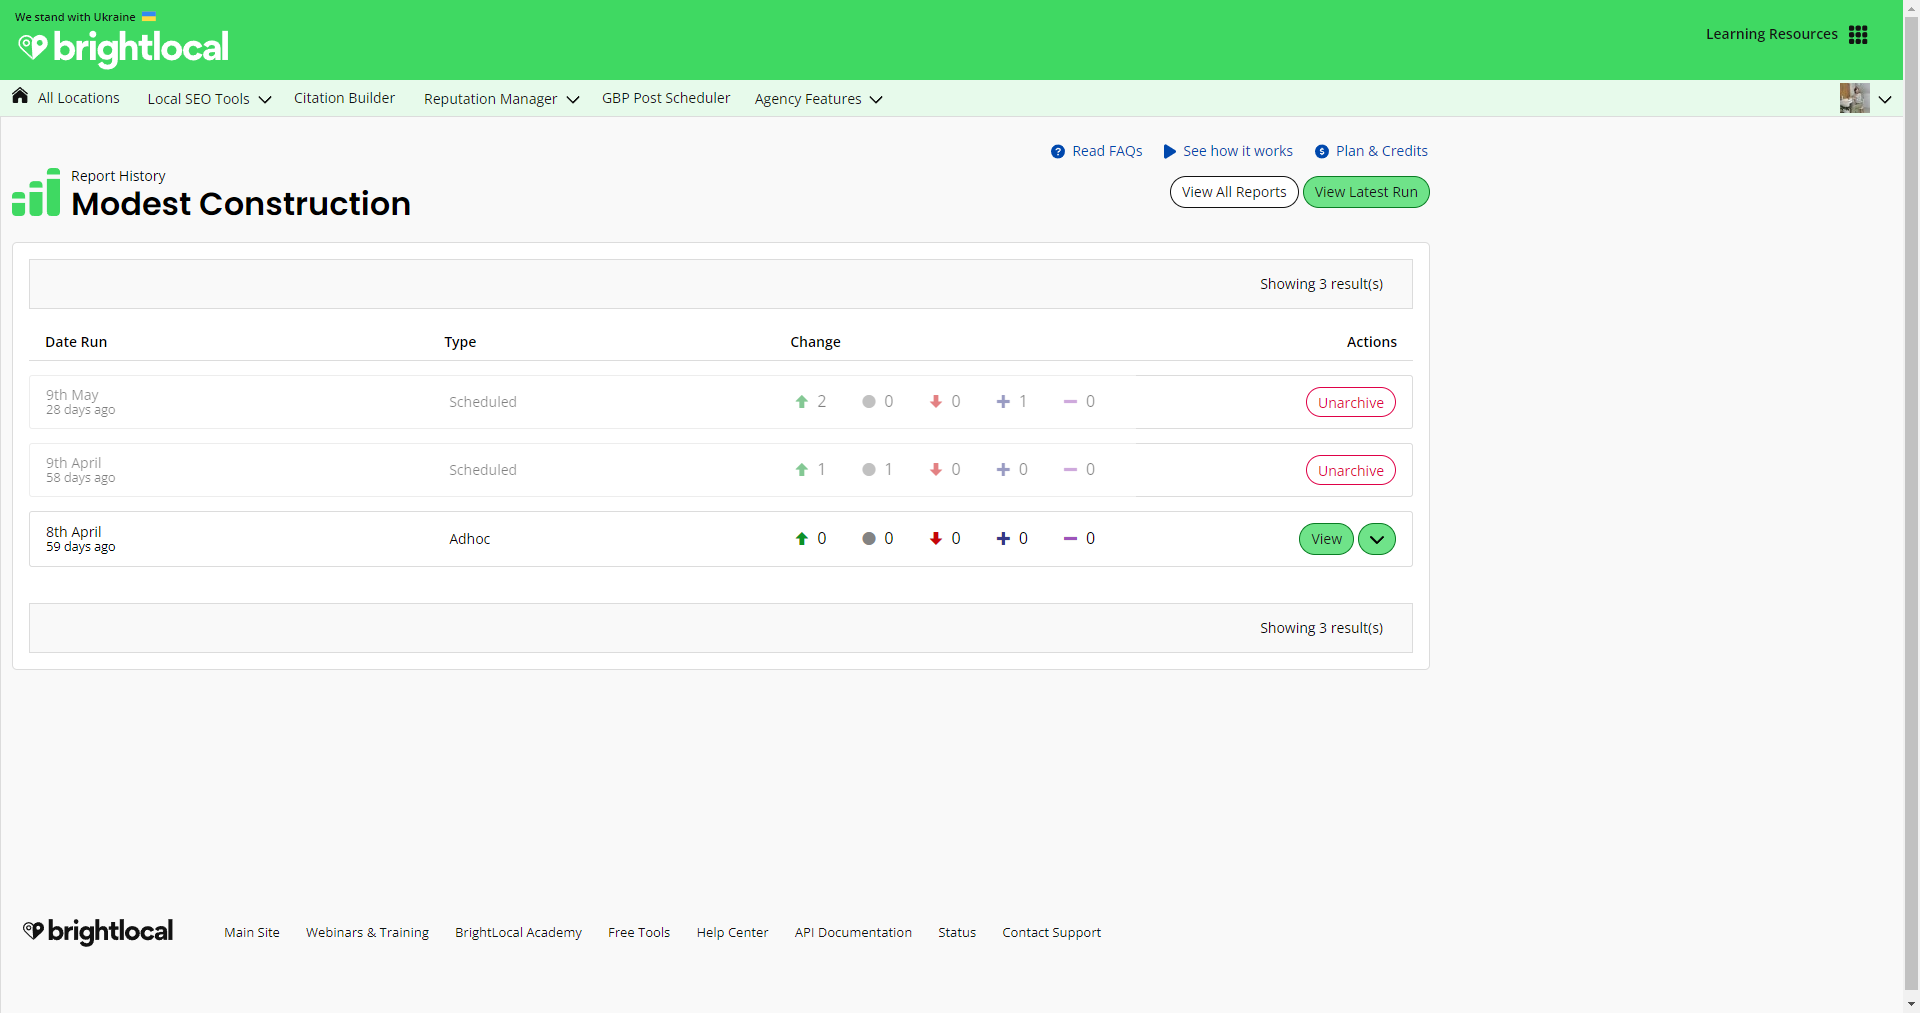 We stand with Ukraine
brightlocal
Learning Resources
All Locations
Local SEO Tools
Citation Builder
Reputation Manager
GBP Post Scheduler
Agency Features
Read FAQs
See how it works
Plan & Credits
Report History
Modest Construction
View All Reports
View Latest Run
Showing 3 result(s)
Date Run Type Change Actions
9th May
28 days ago
Scheduled 2 0 0 1 0 Unarchive
9th April
58 days ago
Scheduled 1 1 0 0 0 Unarchive
8th April
59 days ago
Adhoc 0 0 0 0 0 View
Showing 3 result(s)
brightlocal
Main Site Webinars & Training BrightLocal Academy Free Tools Help Center API Documentation Status Contact Support